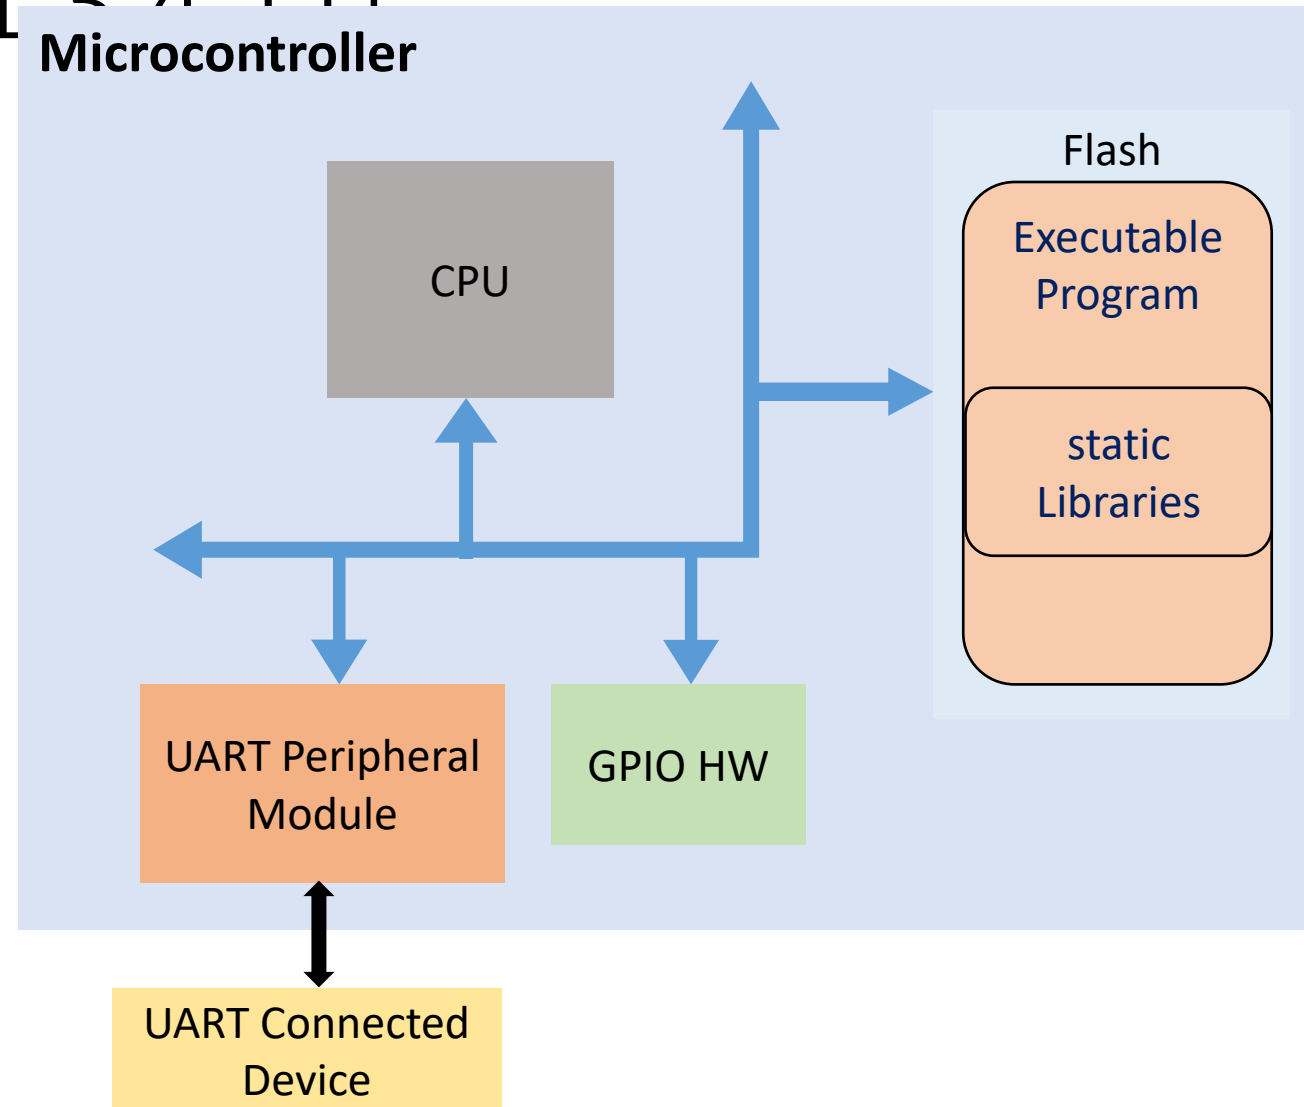 Microcontroller
Flash
Executable
Program
CPU
static
Libraries
UART Peripheral
Module
GPIO HW
UART Connected
Device